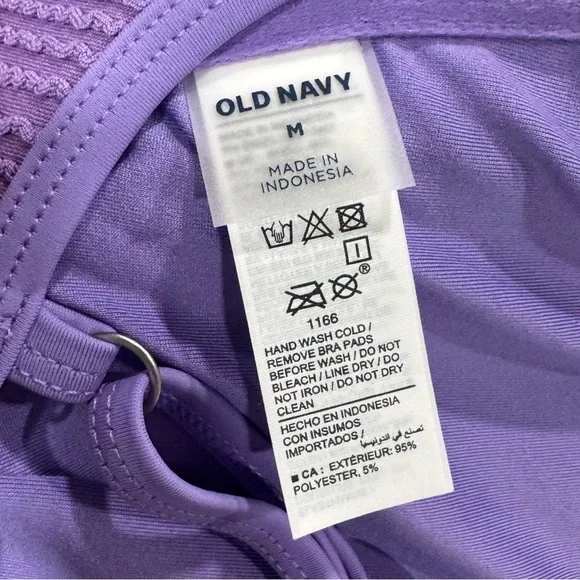 OLD NAVY
M
MADE IN
INDONESIA
®
1166
HAND WASH COLD /
REMOVE BRA PADS
BEFORE WASH / DO NOT
BLEACH / LINE DRY / DO
NOT IRON / DO NOT DRY
CLEAN
HECHO EN INDONESIA
CON INSUMOS
IMPORTADOS / تصنع في اندونيسيا
■ CA : EXTÉRIEUR: 95%
POLYESTER, 5%